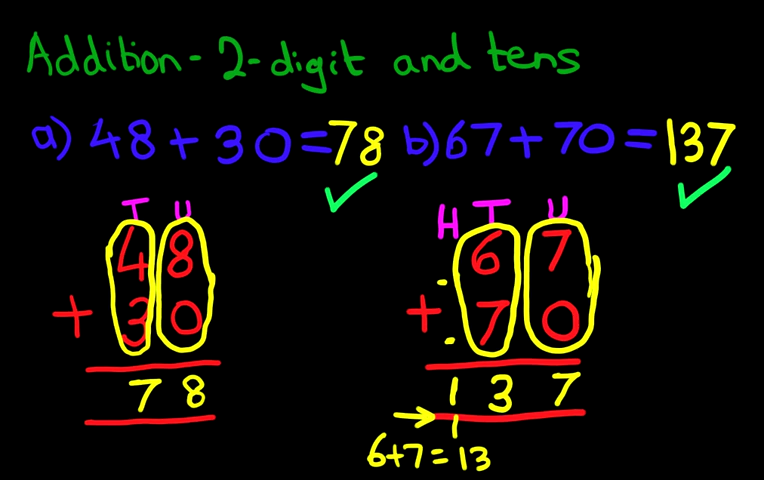 Addition - 2-digit and tens
a) 48 + 30 = 78 b) 67 + 70 = 137
T U
H T U
4 8
6 7
+ 3 0
+ 7 0
7 8
1 3 7
1
6+7=13